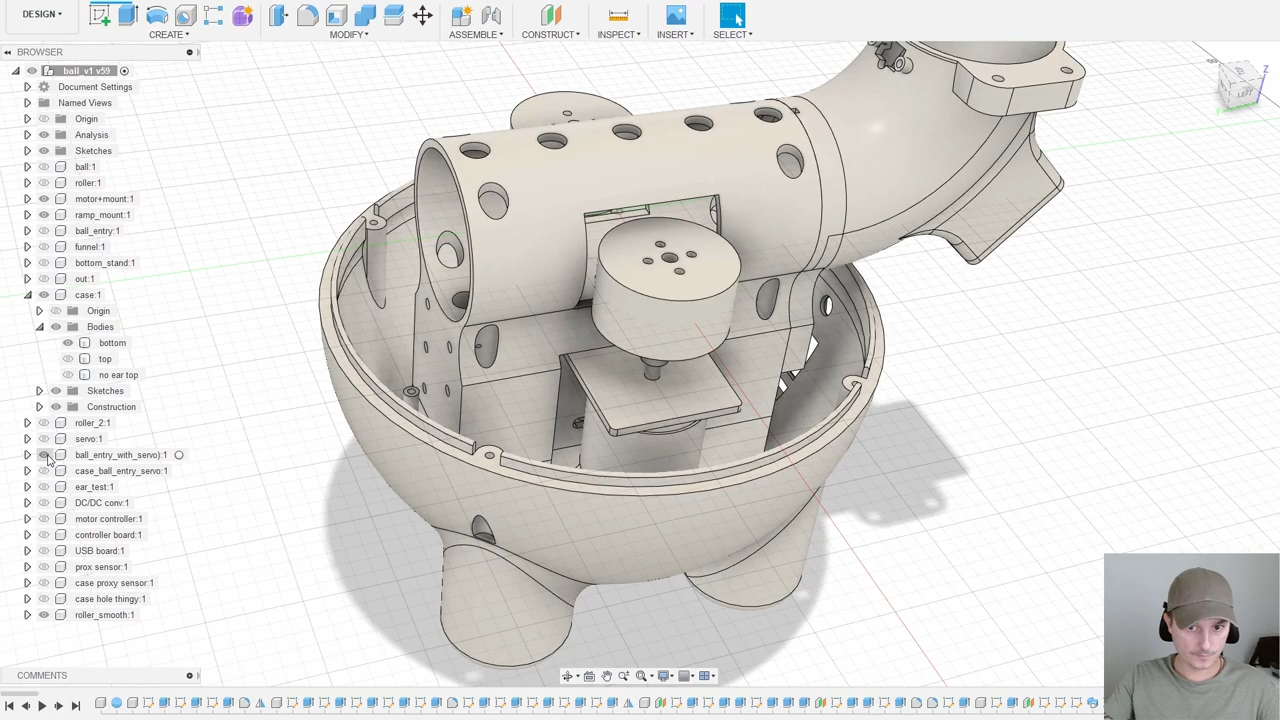 DESIGN
CREATE
MODIFY
ASSEMBLE
CONSTRUCT
INSPECT
INSERT
SELECT
BROWSER
ball_v1 v59
Document Settings
Named Views
Origin
Analysis
Sketches
ball:1
roller:1
motor+mount:1
ramp_mount:1
ball_entry:1
funnel:1
bottom_stand:1
out:1
case:1
Origin
Bodies
bottom
top
no ear top
Sketches
Construction
roller_2:1
servo:1
ball_entry_with_servo):1
case_ball_entry_servo:1
ear_test:1
DC/DC conv:1
motor controller:1
controller board:1
USB board:1
prox sensor:1
case proxy sensor:1
case hole thingy:1
roller_smooth:1
COMMENTS
Z
LEFT